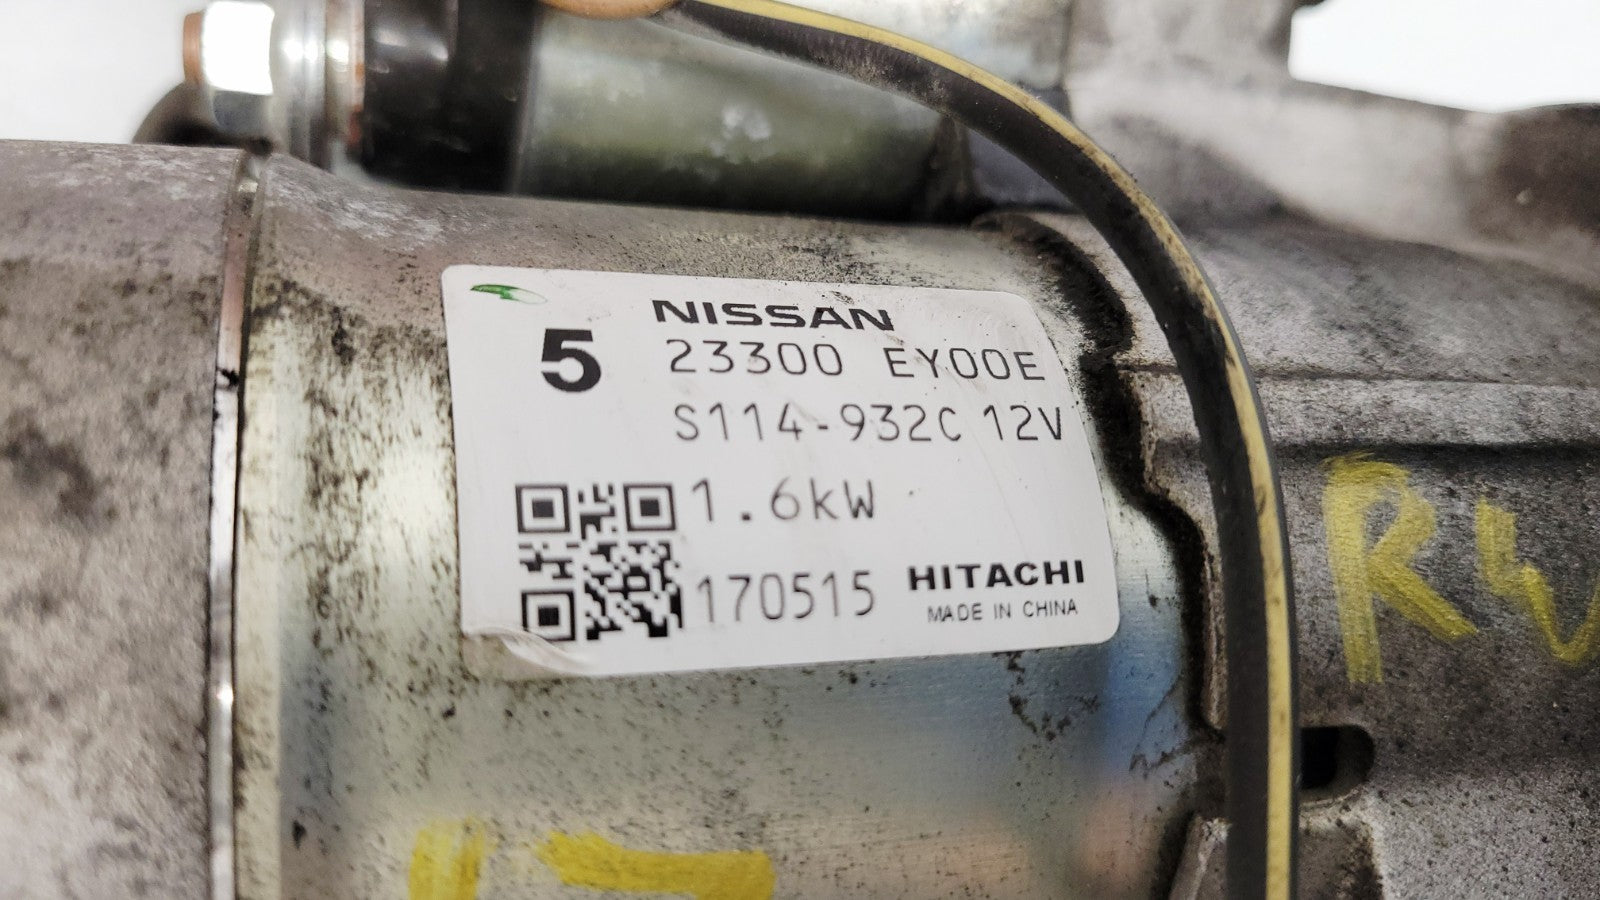 NISSAN
5
23300 EY00E
S114-932C 12V
1.6kW
170515
HITACHI
MADE IN CHINA